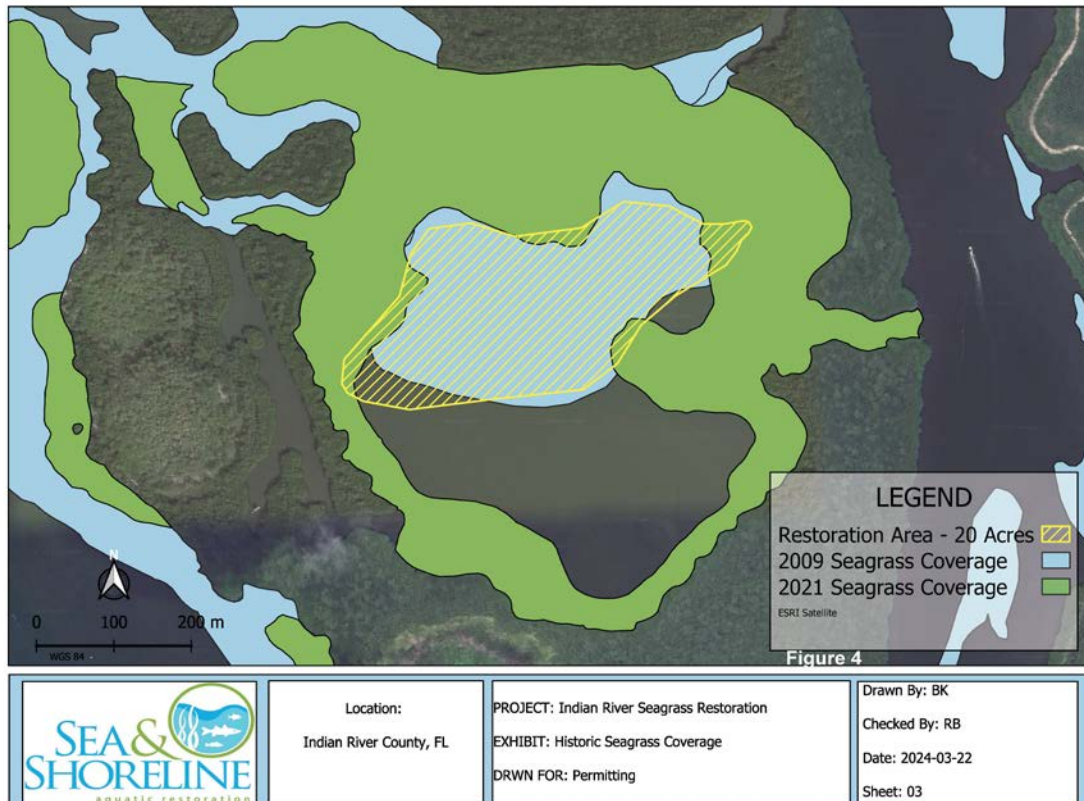 LEGEND
Restoration Area - 20 Acres
2009 Seagrass Coverage
2021 Seagrass Coverage
ESRI Satellite
Figure 4
N
0 100 200 m
WGS 84
SEA &
SHORELINE
aquatic restoration
Location:
Indian River County, FL
PROJECT: Indian River Seagrass Restoration
EXHIBIT: Historic Seagrass Coverage
DRWN FOR: Permitting
Drawn By: BK
Checked By: RB
Date: 2024-03-22
Sheet: 03